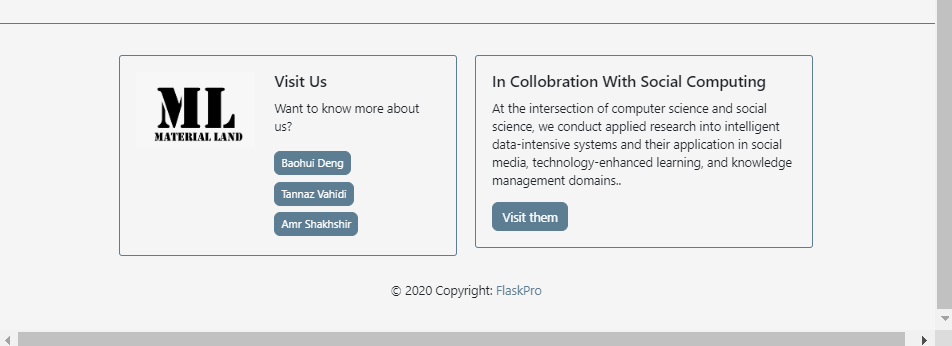 ML
MATERIAL LAND
Visit Us
Want to know more about
us?
Baohui Deng
Tannaz Vahidi
Amr Shakhshir
In Collobration With Social Computing
At the intersection of computer science and social
science, we conduct applied research into intelligent
data-intensive systems and their application in social
media, technology-enhanced learning, and knowledge
management domains..
Visit them
© 2020 Copyright: FlaskPro